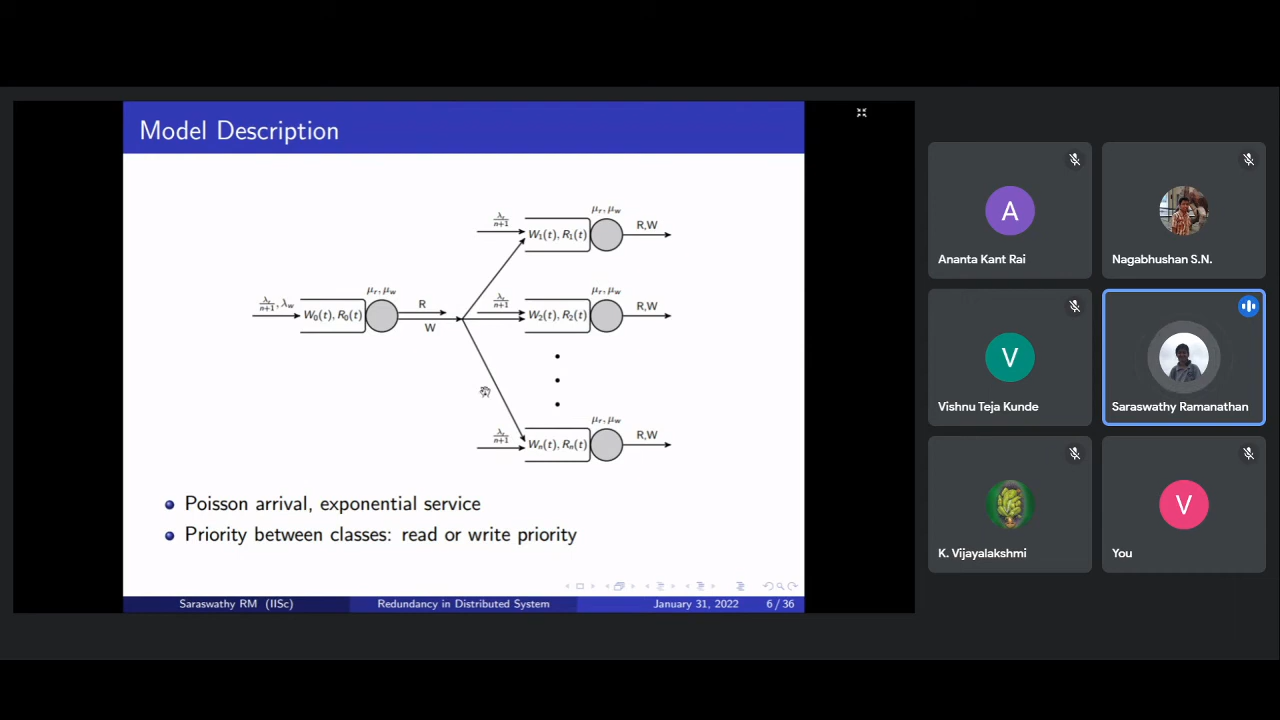 Model Description
λr/n+1
μr, μw
W1(t), R1(t)
R,W
λr/n+1, λw
μr, μw
W0(t), R0(t)
R
W
λr/n+1
μr, μw
W2(t), R2(t)
R,W
λr/n+1
μr, μw
Wn(t), Rn(t)
R,W
Poisson arrival, exponential service
Priority between classes: read or write priority
Saraswathy RM (IISc) Redundancy in Distributed System January 31, 2022 6 / 36
A
Ananta Kant Rai
Nagabhushan S.N.
V
Vishnu Teja Kunde
Saraswathy Ramanathan
K. Vijayalakshmi
V
You